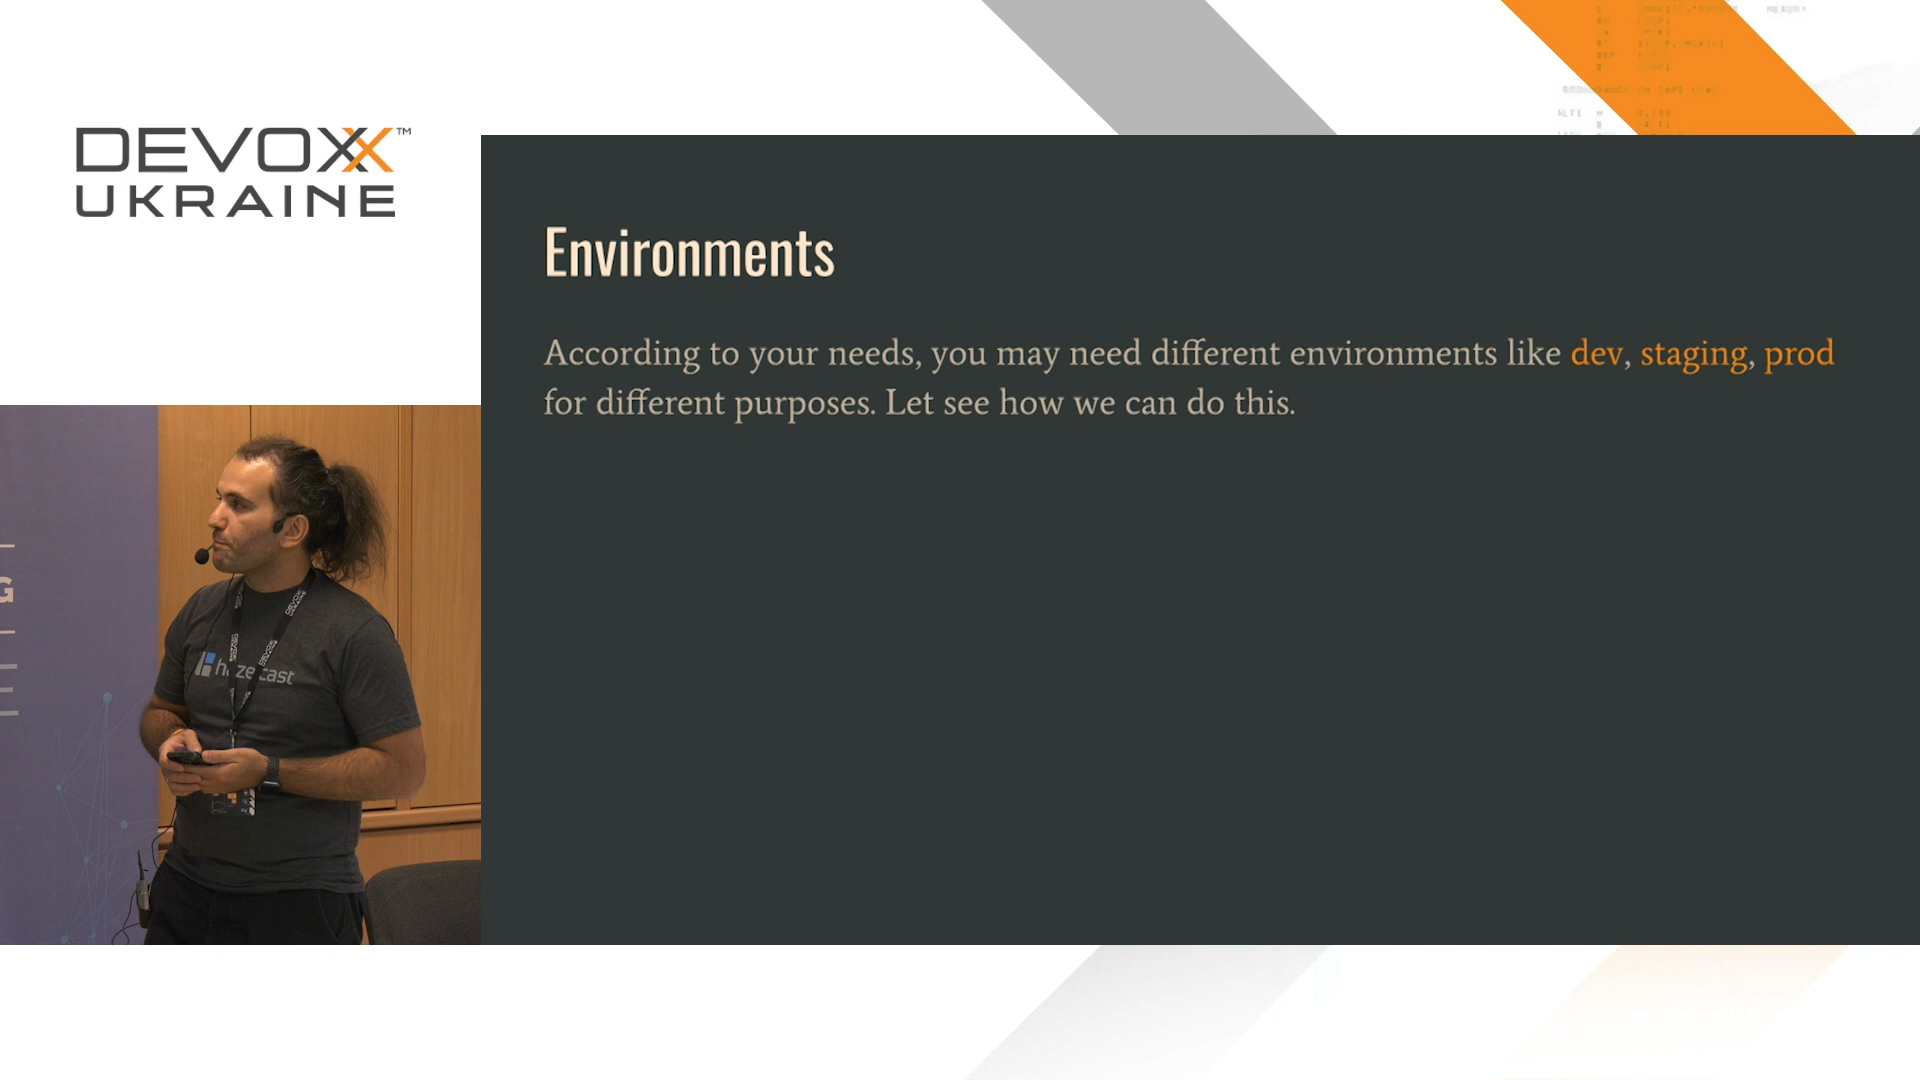 DEVOXX™
UKRAINE
Environments
According to your needs, you may need different environments like dev, staging, prod
for different purposes. Let see how we can do this.
G
hazelcast